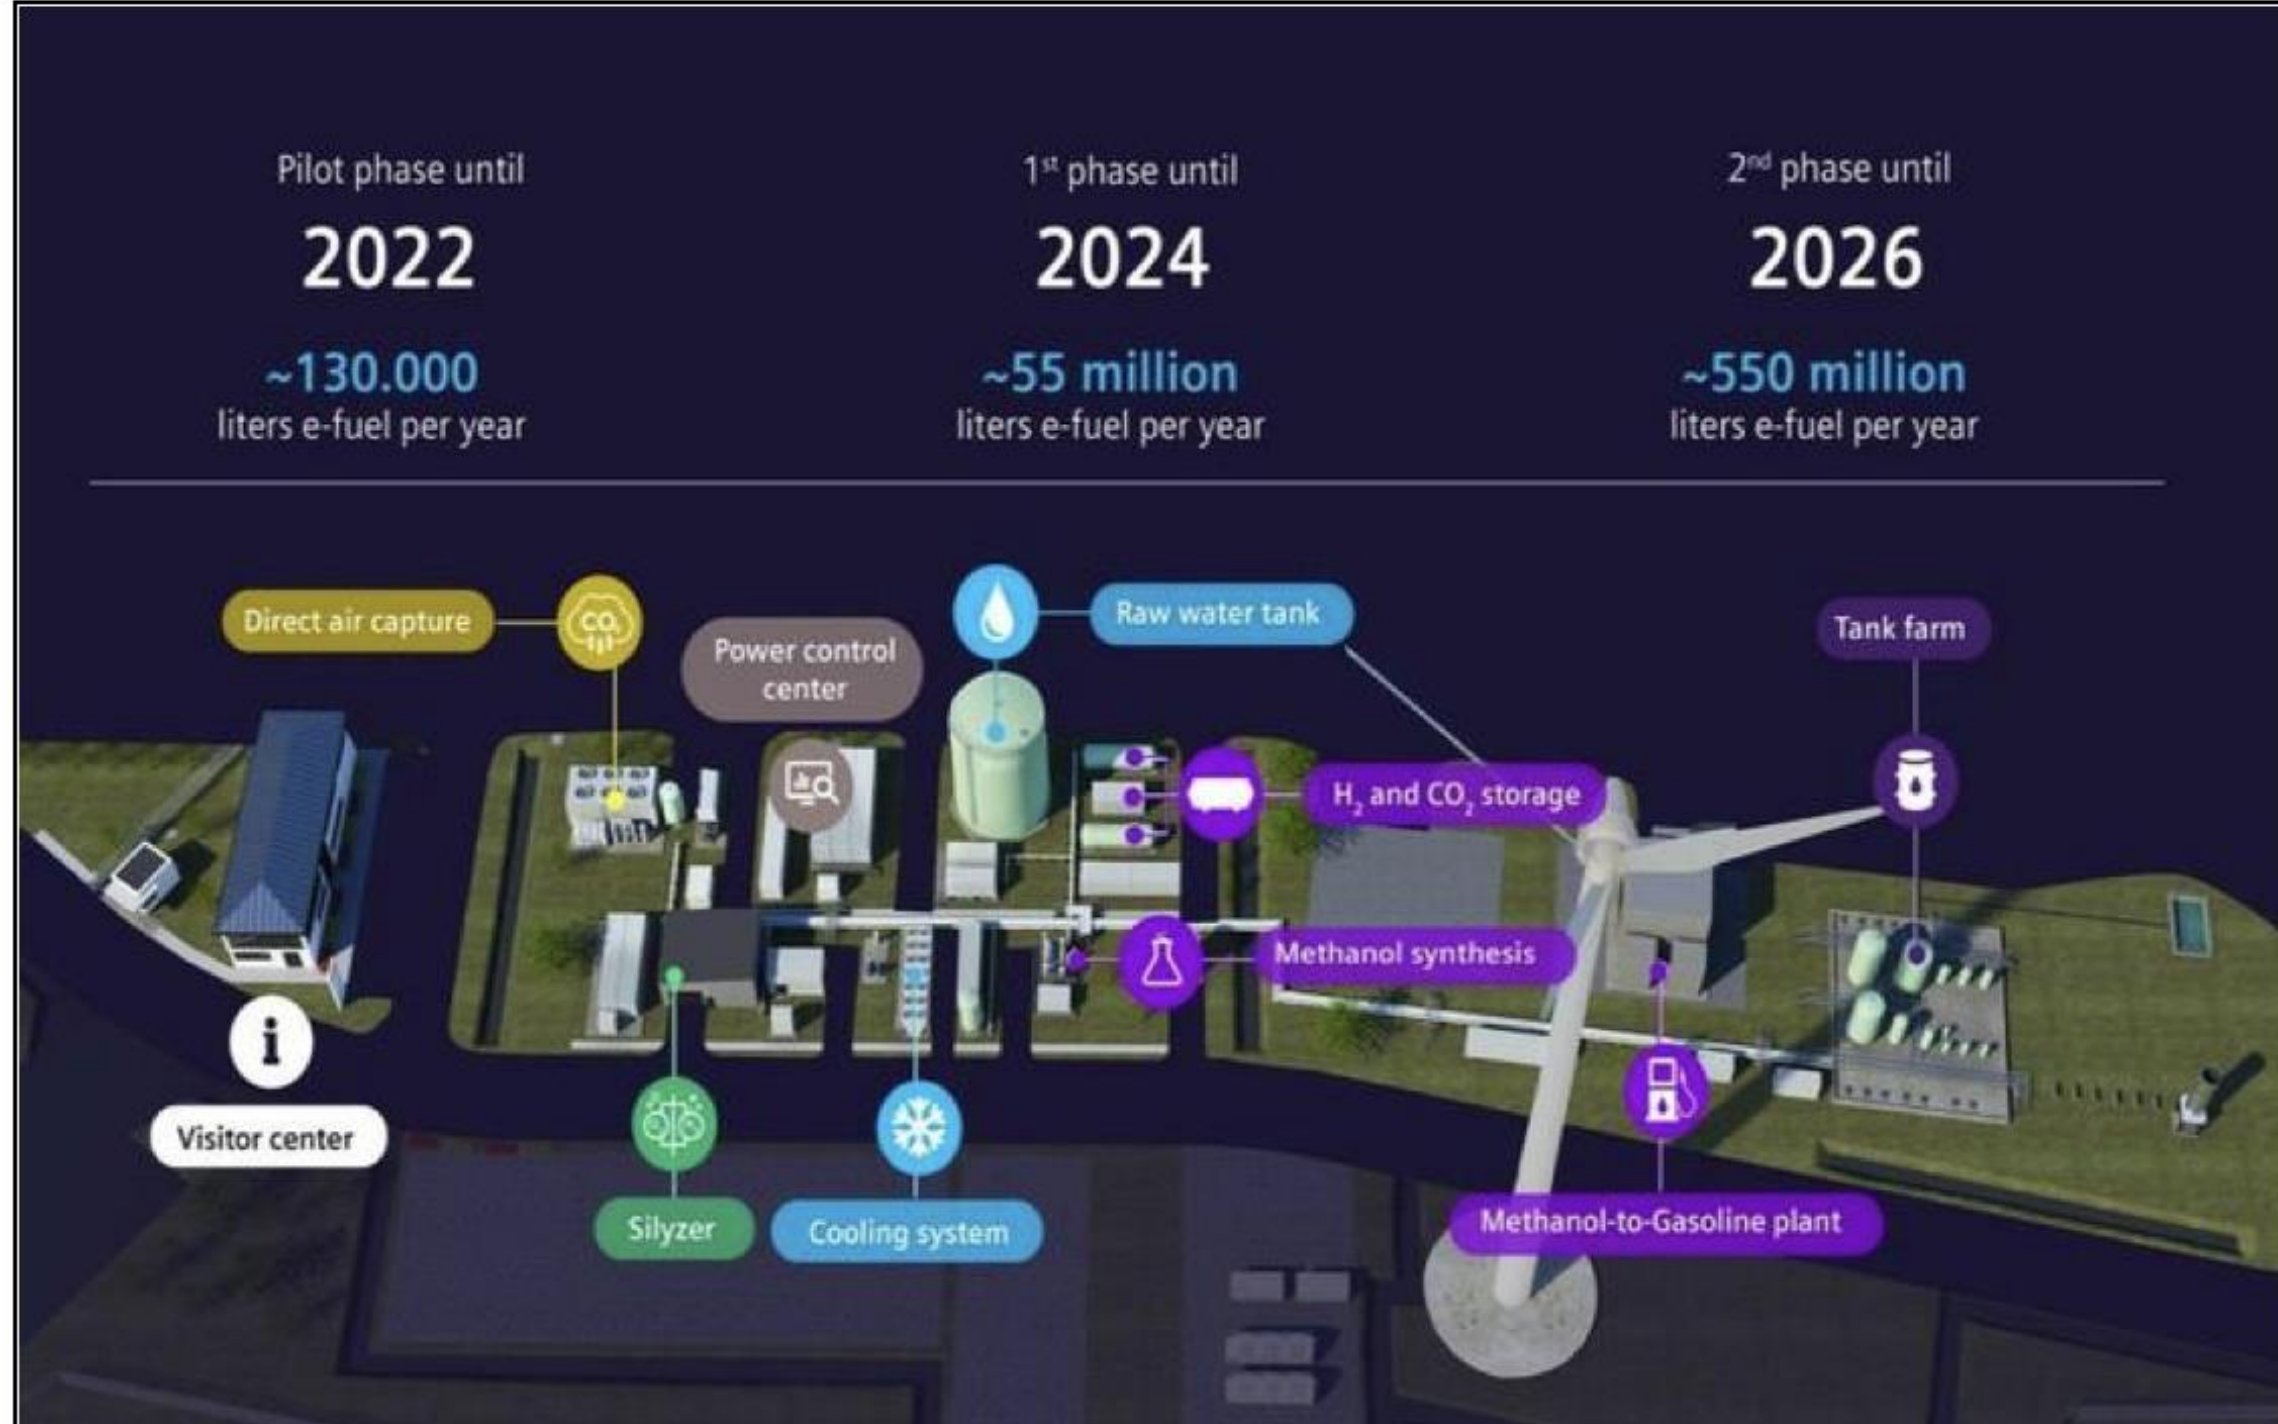 Pilot phase until
2022
~130.000
liters e-fuel per year
1st phase until
2024
~55 million
liters e-fuel per year
2nd phase until
2026
~550 million
liters e-fuel per year
Direct air capture
CO2
Power control
center
Raw water tank
Tank farm
H2 and CO2 storage
Methanol synthesis
i
Visitor center
Silyzer
Cooling system
Methanol-to-Gasoline plant